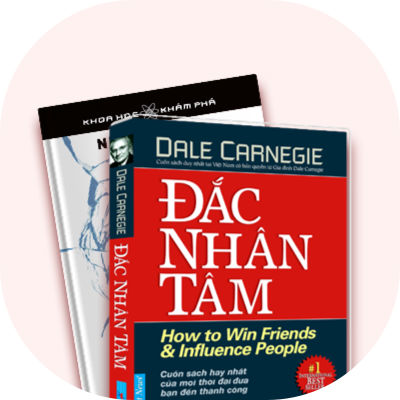 KHOA HỌC KHÁM PHÁ
N
DALE CARNEGIE
Cuốn sách duy nhất tại Việt Nam có bản quyền từ Gia đình Dale Carnegie
ĐẮC
NHÂN
TÂM
How to Win Friends
& Influence People
Cuốn sách hay nhất
của mọi thời đại đưa
bạn đến thành công
#1
INTERNATIONAL
BEST
SELLER
DALE CARNEGIE
ĐẮC NHÂN TÂM